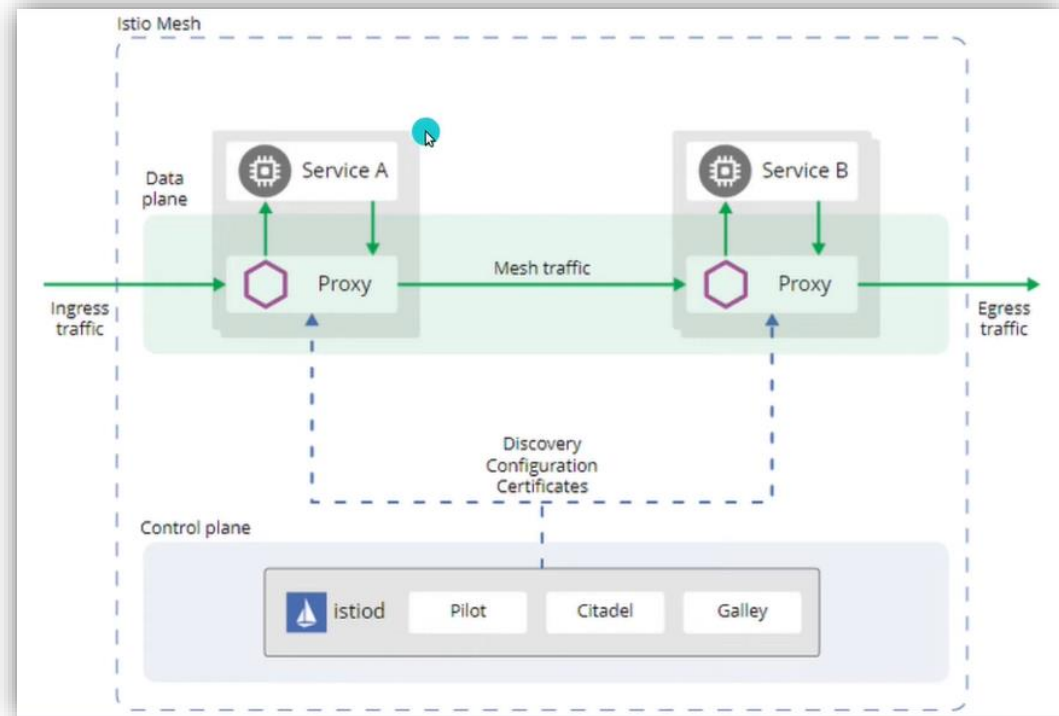 Istio Mesh
Data
plane
Service A
Service B
Proxy
Mesh traffic
Proxy
Ingress
traffic
Egress
traffic
Discovery
Configuration
Certificates
Control plane
istiod
Pilot
Citadel
Galley